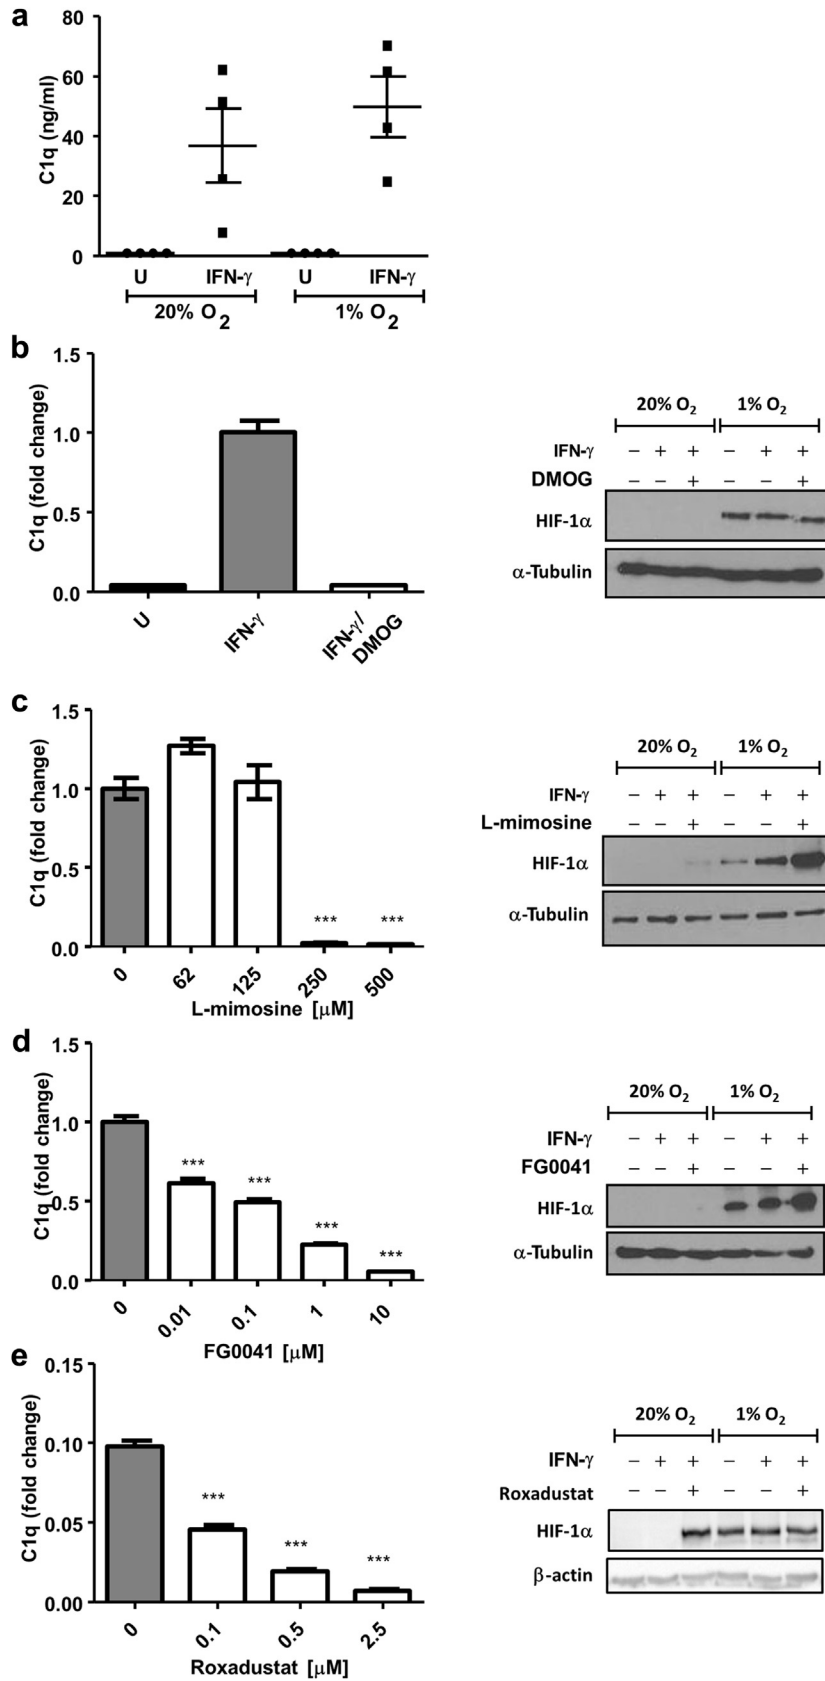 a
80
60
40
20
0
C1q (ng/ml)
U IFN-γ U IFN-γ
20% O2 1% O2
b
1.5
1.0
0.5
0.0
C1q (fold change)
U IFN-γ IFN-γ/ DMOG
20% O2 1% O2
IFN-γ – + + – + +
DMOG – – + – – +
HIF-1α
α-Tubulin
c
1.5
1.0
0.5
0.0
C1q (fold change)
*** ***
0 62 125 250 500
L-mimosine [μM]
20% O2 1% O2
IFN-γ – + + – + +
L-mimosine – – + – – +
HIF-1α
α-Tubulin
d
1.5
1.0
0.5
0.0
C1q (fold change)
*** *** *** ***
0 0.01 0.1 1 10
FG0041 [μM]
20% O2 1% O2
IFN-γ – + + – + +
FG0041 – – + – – +
HIF-1α
α-Tubulin
e
0.15
0.10
0.05
0.00
C1q (fold change)
*** *** ***
0 0.1 0.5 2.5
Roxadustat [μM]
20% O2 1% O2
IFN-γ – + + – + +
Roxadustat – – + – – +
HIF-1α
β-actin